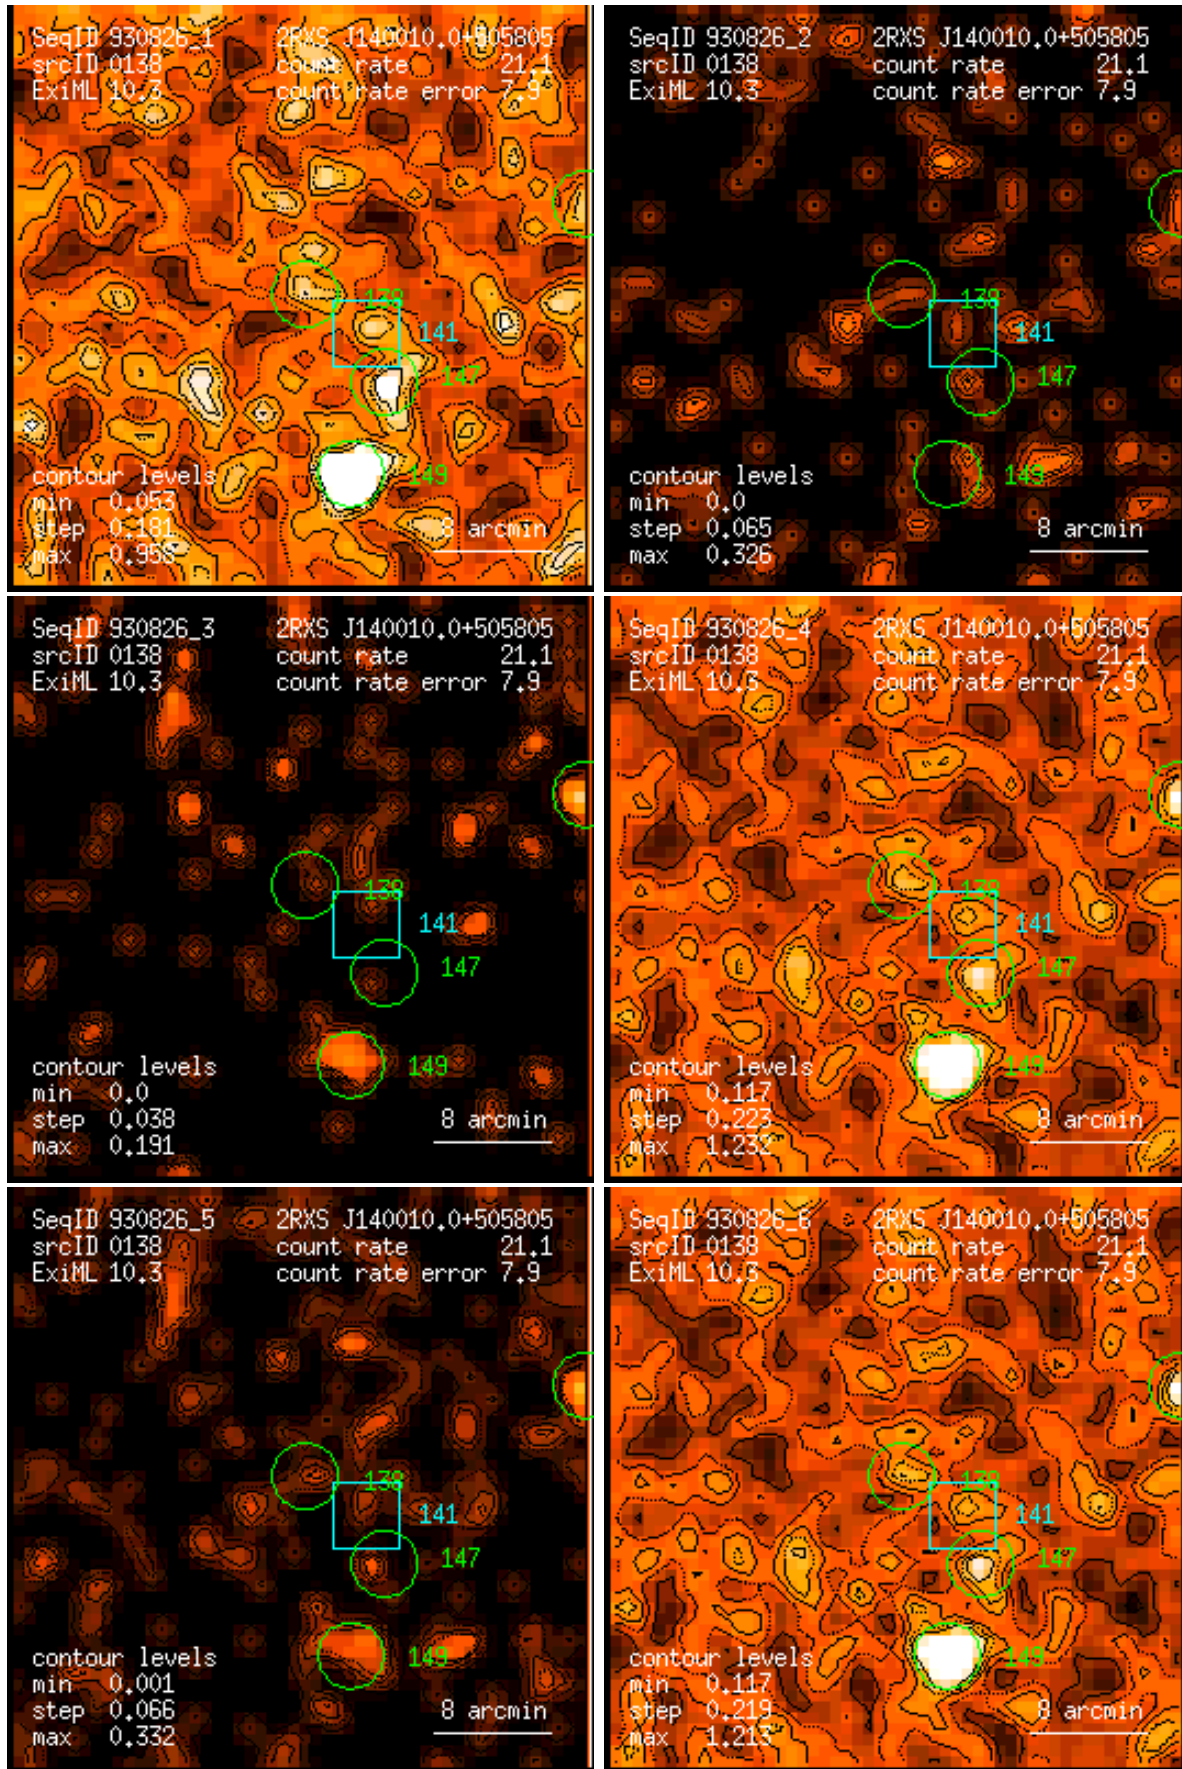 SeqID 930826_1 2RXS J140010.0+505805
srcID 0138 count rate 21.1
ExiML 10.3 count rate error 7.9
139
141
147
149
contour levels
min 0.053
step 0.181
max 0.958
8 arcmin
SeqID 930826_2 2RXS J140010.0+505805
srcID 0138 count rate 21.1
ExiML 10.3 count rate error 7.9
139
141
147
149
contour levels
min 0.0
step 0.065
max 0.326
8 arcmin
SeqID 930826_3 2RXS J140010.0+505805
srcID 0138 count rate 21.1
ExiML 10.3 count rate error 7.9
139
141
147
149
contour levels
min 0.0
step 0.038
max 0.191
8 arcmin
SeqID 930826_4 2RXS J140010.0+505805
srcID 0138 count rate 21.1
ExiML 10.3 count rate error 7.9
139
141
147
149
contour levels
min 0.117
step 0.223
max 1.232
8 arcmin
SeqID 930826_5 2RXS J140010.0+505805
srcID 0138 count rate 21.1
ExiML 10.3 count rate error 7.9
139
141
147
149
contour levels
min 0.001
step 0.066
max 0.332
8 arcmin
SeqID 930826_6 2RXS J140010.0+505805
srcID 0138 count rate 21.1
ExiML 10.3 count rate error 7.9
139
141
147
149
contour levels
min 0.117
step 0.219
max 1.213
8 arcmin